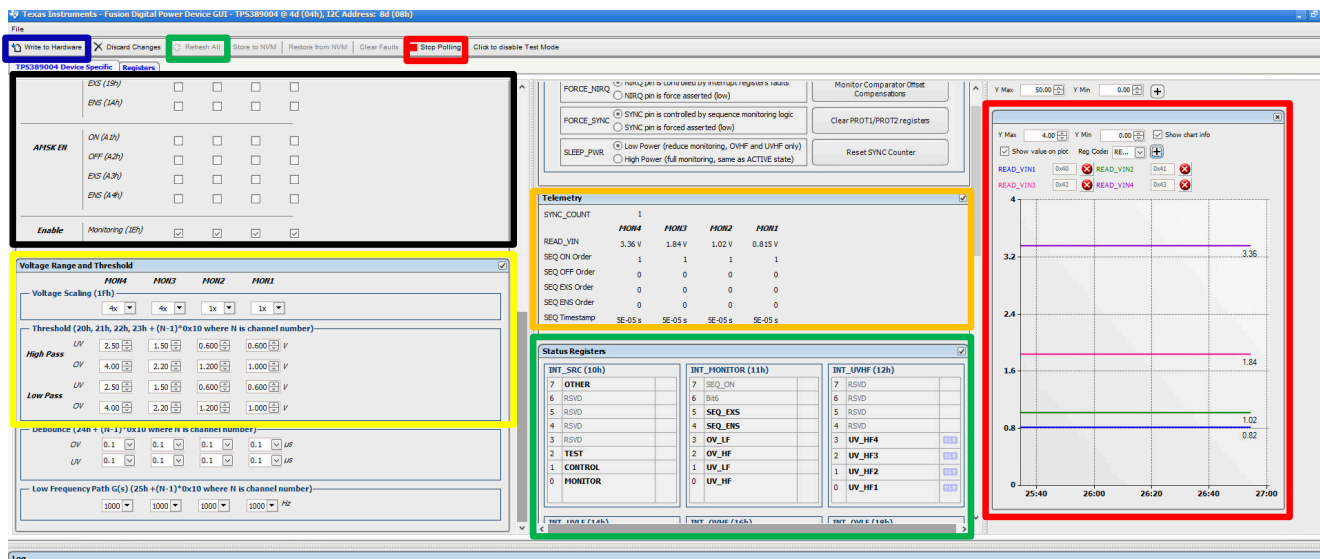 Texas Instruments - Fusion Digital Power Device GUI - TPS389004 @ 4d (04h), I2C Address: 8d (08h)
File
Write to Hardware Discard Changes Refresh All Store to NVM Restore from NVM Clear Faults Stop Polling Click to disable Test Mode
TPS389004 Device Specific Registers
EXS (19h)
ENS (1Ah)
AMSK EN
ON (A1h)
OFF (A2h)
EXS (A3h)
ENS (A4h)
Enable Monitoring (1Eh)
Voltage Range and Threshold
MON4 MON3 MON2 MON1
Voltage Scaling (1Fh)
4x 4x 1x 1x
Threshold (20h, 21h, 22h, 23h + (N-1)*0x10 where N is channel number)
High Pass
UV 2.50 1.50 0.600 0.600 V
OV 4.00 2.20 1.200 1.000 V
Low Pass
UV 2.50 1.50 0.600 0.600 V
OV 4.00 2.20 1.200 1.000 V
Debounce (24h + (N-1)*0x10 where N is channel number)
OV 0.1 0.1 0.1 0.1 µs
UV 0.1 0.1 0.1 0.1 µs
Low Frequency Path G(s) (25h +(N-1)*0x10 where N is channel number)
1000 1000 1000 1000 Hz
FORCE_NIRQ
NIRQ pin is controlled by interrupt registers faults
NIRQ pin is force asserted (low)
Monitor Comparator Offset
Compensations
FORCE_SYNC
SYNC pin is controlled by sequence monitoring logic
SYNC pin is forced asserted (low)
Clear PROT1/PROT2 registers
SLEEP_PWR
Low Power (reduce monitoring, OVHF and UVHF only)
High Power (full monitoring, same as ACTIVE state)
Reset SYNC Counter
Telemetry
SYNC_COUNT 1
MON4 MON3 MON2 MON1
READ_VIN 3.36 V 1.84 V 1.02 V 0.815 V
SEQ ON Order 1 1 1 1
SEQ OFF Order 0 0 0 0
SEQ EXS Order 0 0 0 0
SEQ ENS Order 0 0 0 0
SEQ Timestamp 5E-05 s 5E-05 s 5E-05 s 5E-05 s
Status Registers
INT_SRC (10h)
7 OTHER
6 RSVD
5 RSVD
4 RSVD
3 RSVD
2 TEST
1 CONTROL
0 MONITOR
INT_MONITOR (11h)
7 SEQ_ON
6 Bit6
5 SEQ_EXS
4 SEQ_ENS
3 OV_LF
2 OV_HF
1 UV_LF
0 UV_HF
INT_UVHF (12h)
7 RSVD
6 RSVD
5 RSVD
4 RSVD
3 UV_HF4 CLR
2 UV_HF3 CLR
1 UV_HF2 CLR
0 UV_HF1 CLR
INT_UVLF (14h) INT_OVHF (16h) INT_OVLF (18h)
Y Max 50.00 Y Min 0.00
Y Max 4.00 Y Min 0.00 Show chart info
Show value on plot Reg Code: RE...
READ_VIN1 0x40 READ_VIN2 0x41
READ_VIN3 0x42 READ_VIN4 0x43
4
3.2
2.4
1.6
0.8
0
3.36
1.84
1.02
0.82
25:40 26:00 26:20 26:40 27:00
Log